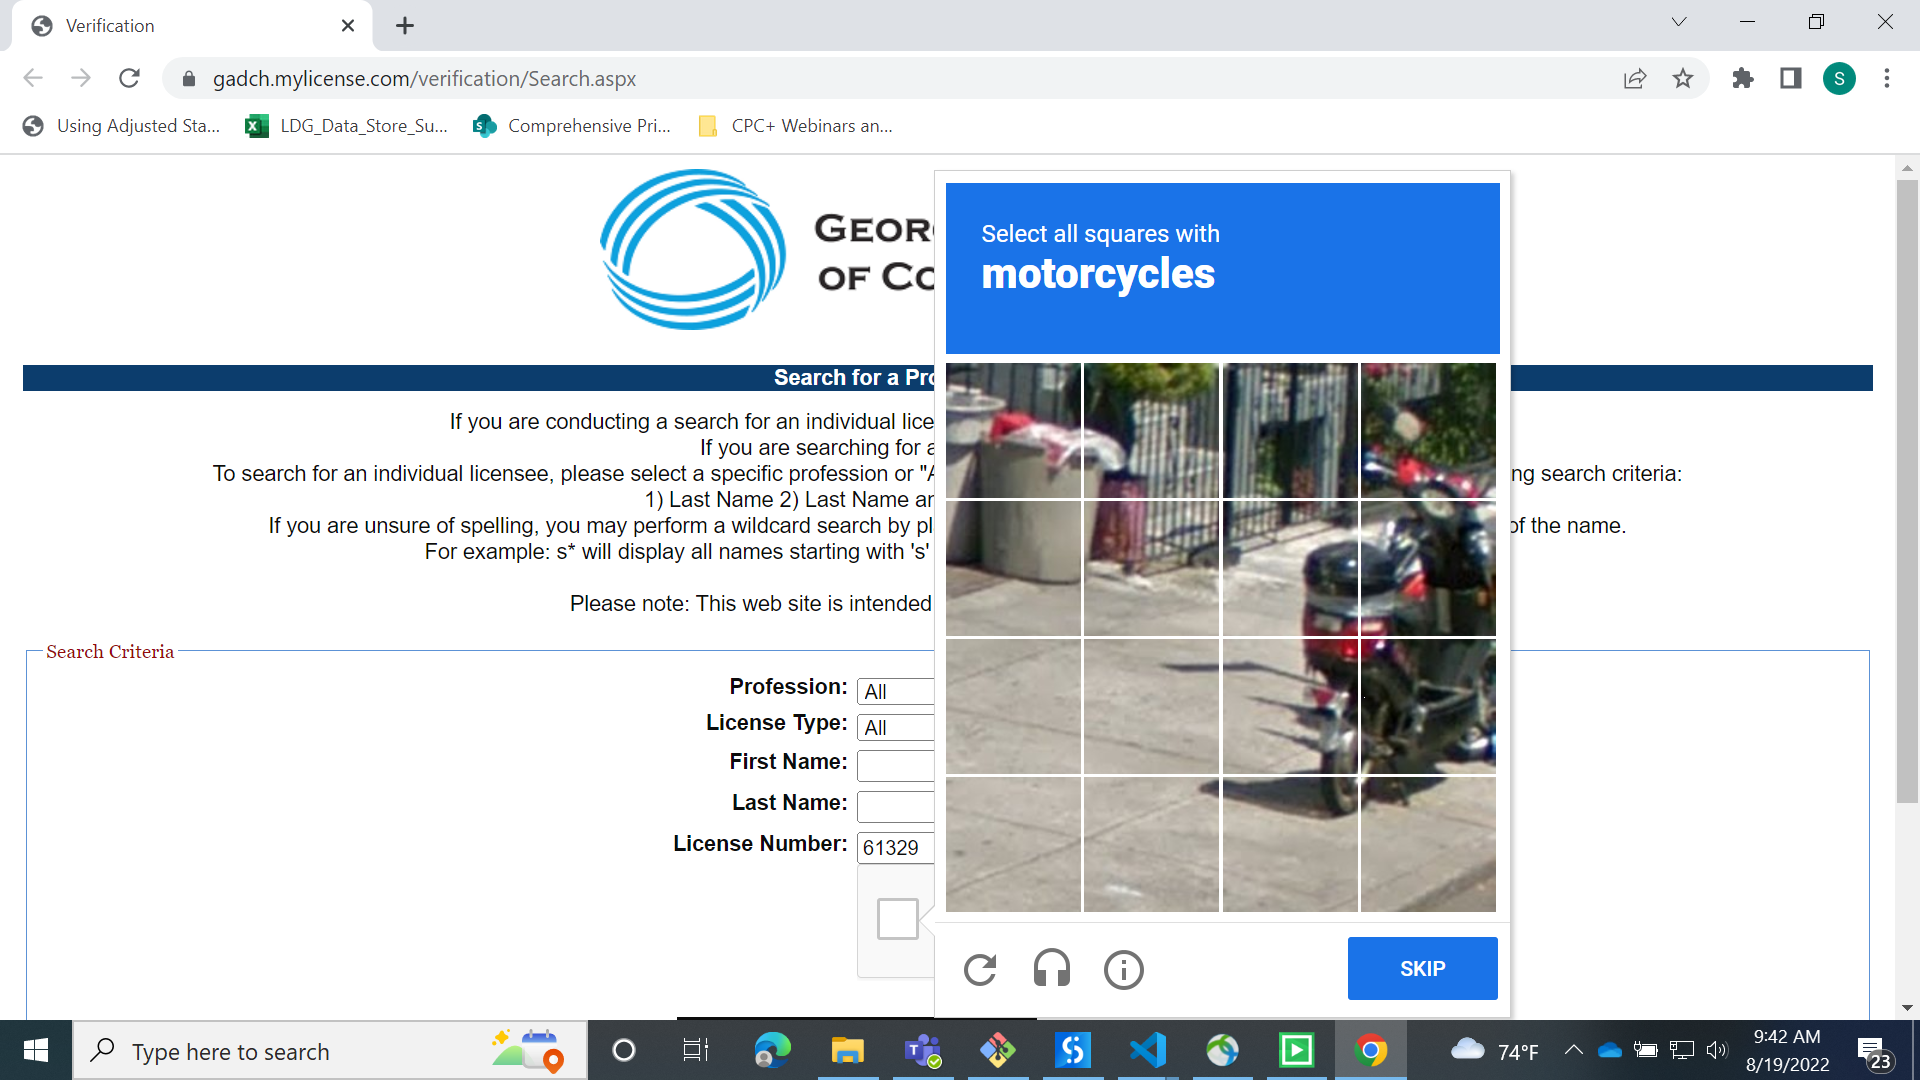 Verification
gadch.mylicense.com/verification/Search.aspx
S
Using Adjusted Sta...
LDG_Data_Store_Su...
Comprehensive Pri...
CPC+ Webinars an...
GEOR
OF CO
Select all squares with
motorcycles
Search for a Pro
If you are conducting a search for an individual lice
If you are searching for a
To search for an individual licensee, please select a specific profession or "A
ng search criteria:
1) Last Name 2) Last Name an
If you are unsure of spelling, you may perform a wildcard search by pl
of the name.
For example: s* will display all names starting with 's'
Please note: This web site is intended
Search Criteria
Profession:
All
License Type:
All
First Name:
Last Name:
License Number:
61329
SKIP
Type here to search
74°F
9:42 AM
8/19/2022
23